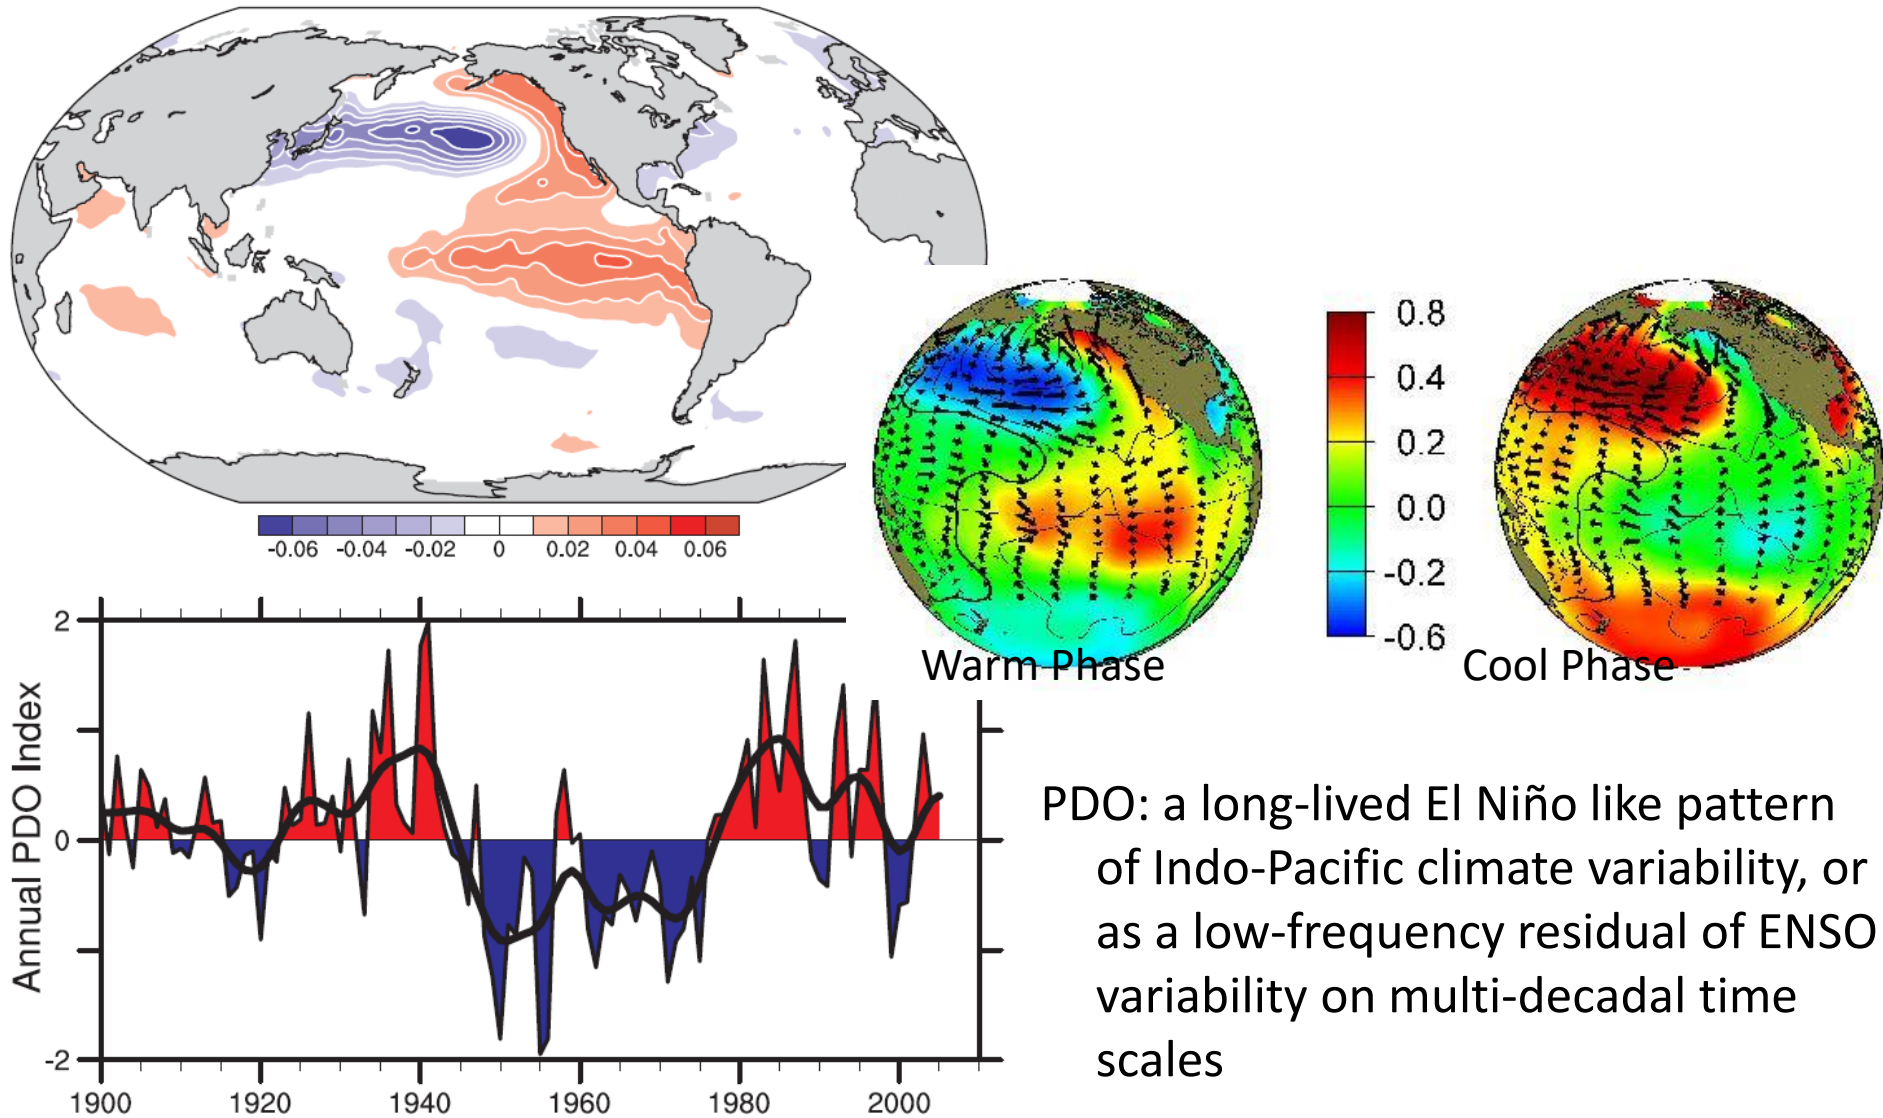 -0.06 -0.04 -0.02 0 0.02 0.04 0.06
0.8
0.4
0.2
0.0
-0.2
-0.6
Warm Phase
Cool Phase
Annual PDO Index
2
0
-2
1900 1920 1940 1960 1980 2000
PDO: a long-lived El Niño like pattern
of Indo-Pacific climate variability, or
as a low-frequency residual of ENSO
variability on multi-decadal time
scales